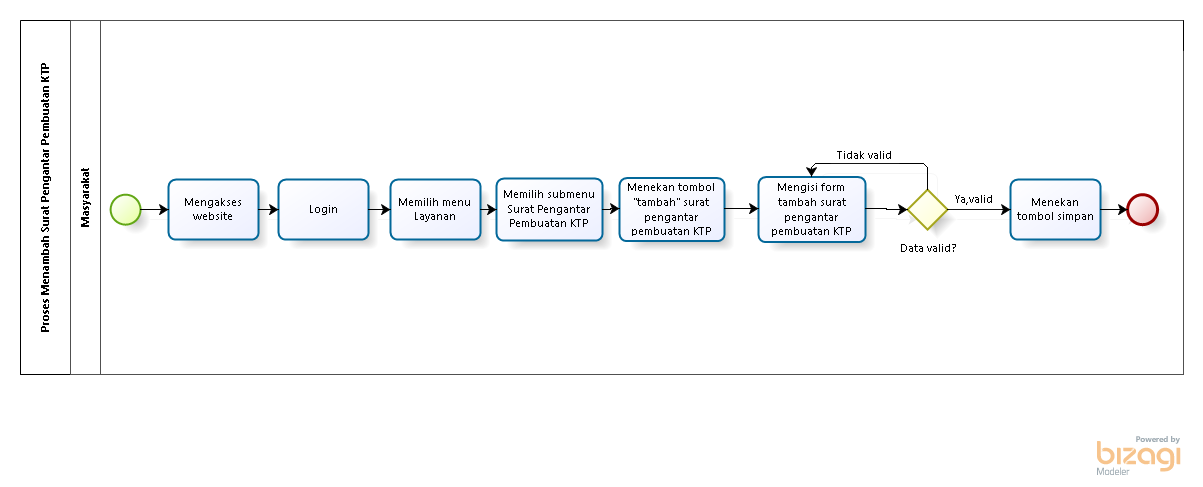 Proses Menambah Surat Pengantar Pembuatan KTP
Masyarakat
Mengakses
website
Login
Memilih menu
Layanan
Memilih submenu
Surat Pengantar
Pembuatan KTP
Menekan tombol
"tambah" surat
pengantar
pembuatan KTP
Mengisi form
tambah surat
pengantar
pembuatan KTP
Tidak valid
Data valid?
Ya,valid
Menekan
tombol simpan
Powered by
bizagi
Modeler